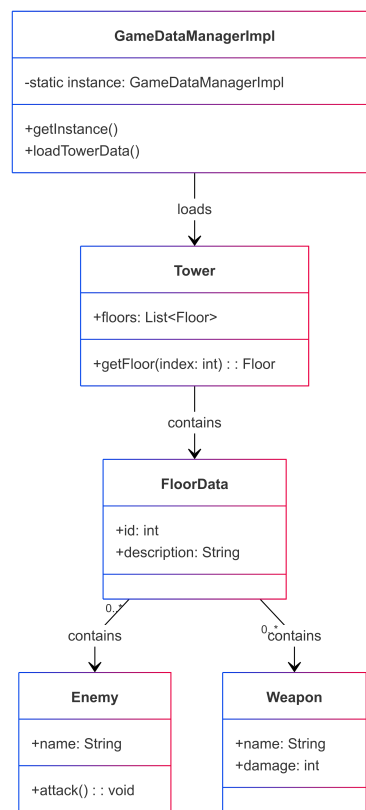 GameDataManagerImpl
-static instance: GameDataManagerImpl
+getInstance()
+loadTowerData()
loads
Tower
+floors: List<Floor>
+getFloor(index: int) : : Floor
contains
FloorData
+id: int
+description: String
0..*
0..*
contains
contains
Enemy
+name: String
+attack() : : void
Weapon
+name: String
+damage: int